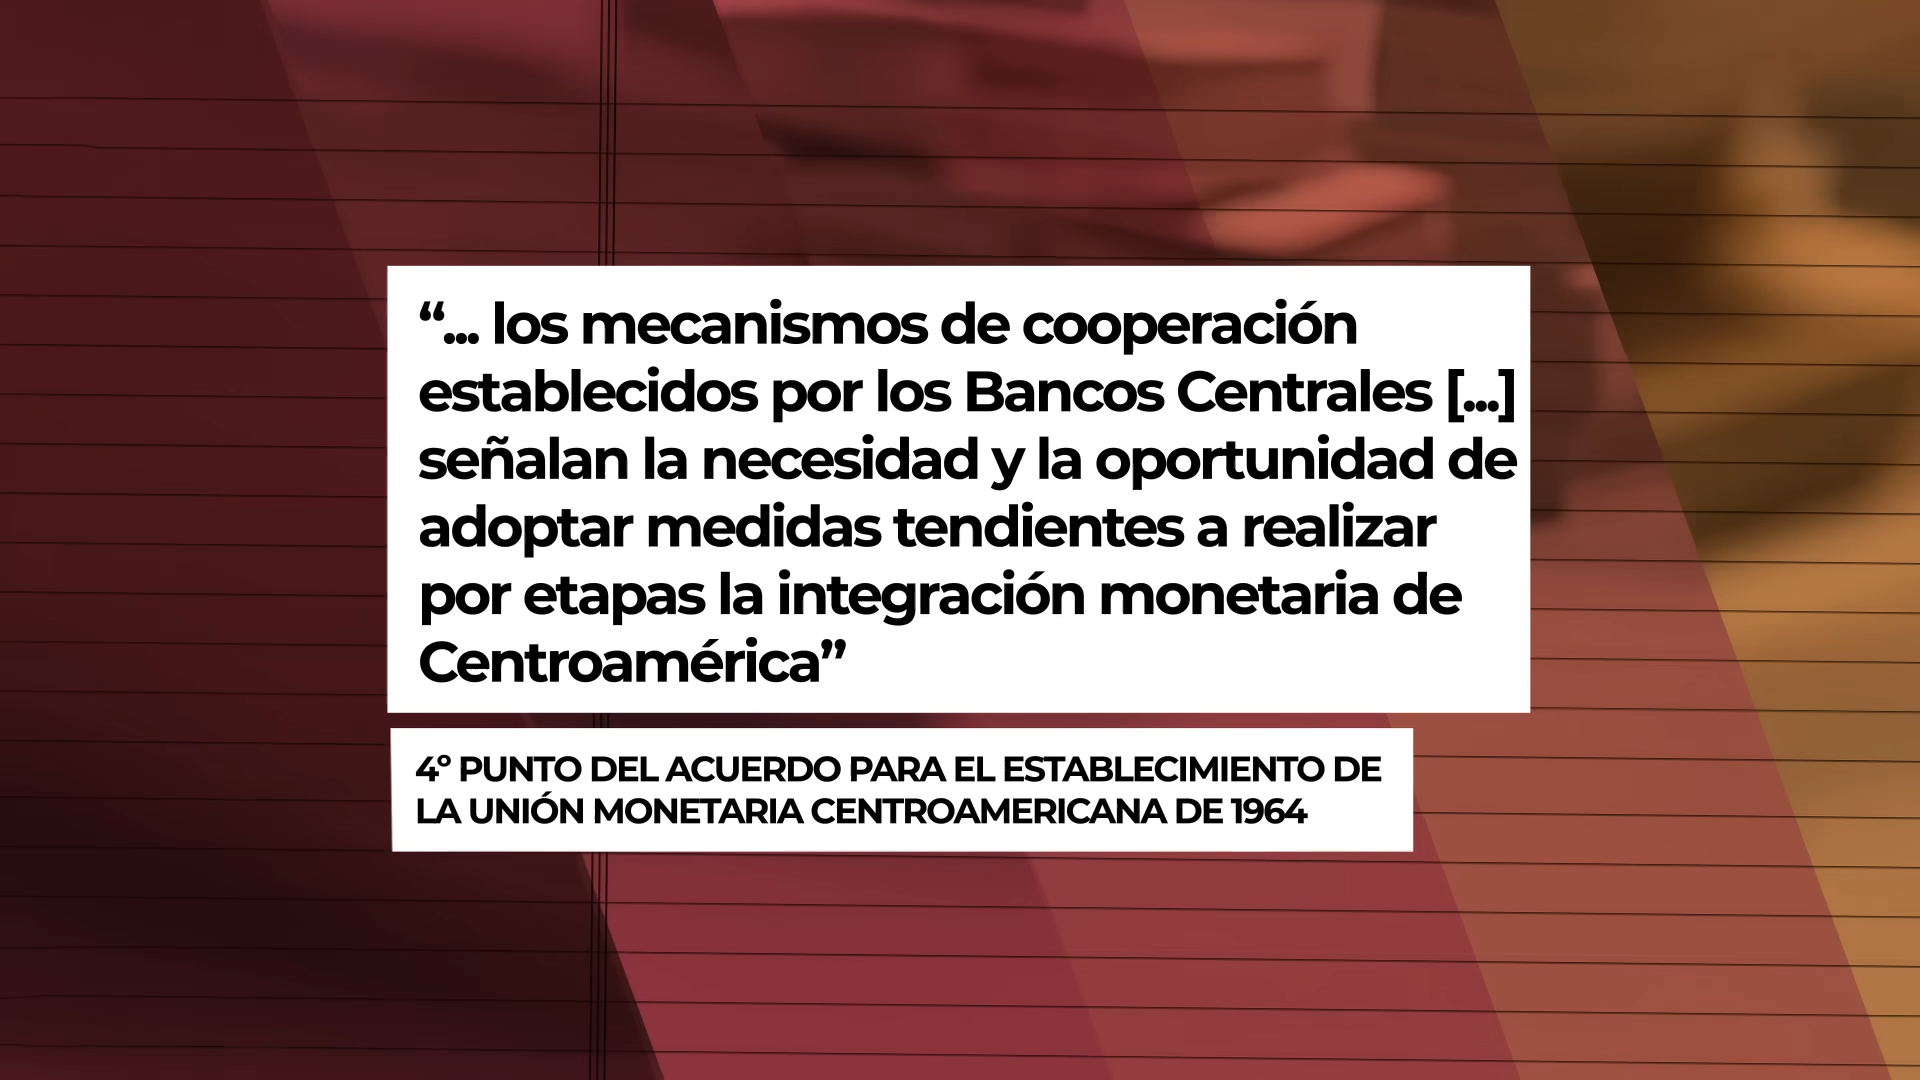 “... los mecanismos de cooperación
establecidos por los Bancos Centrales [...]
señalan la necesidad y la oportunidad de
adoptar medidas tendientes a realizar
por etapas la integración monetaria de
Centroamérica”
4º PUNTO DEL ACUERDO PARA EL ESTABLECIMIENTO DE
LA UNIÓN MONETARIA CENTROAMERICANA DE 1964